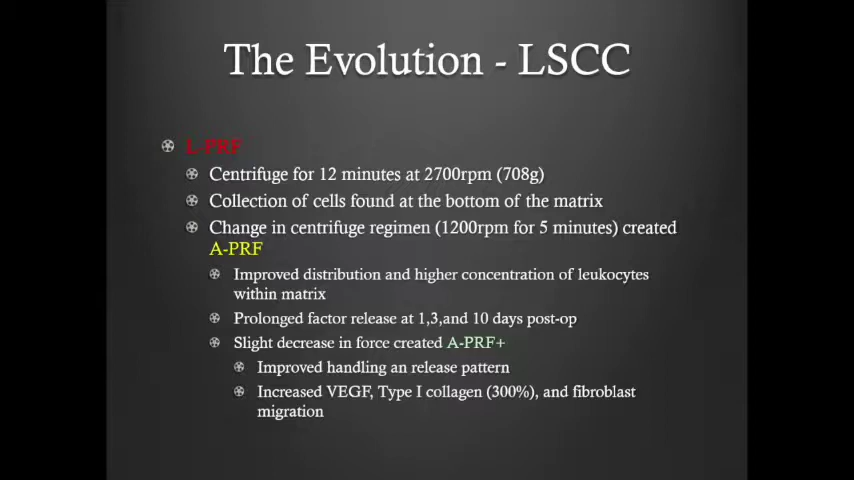 The Evolution - LSCC
L-PRF
Centrifuge for 12 minutes at 2700rpm (708g)
Collection of cells found at the bottom of the matrix
Change in centrifuge regimen (1200rpm for 5 minutes) created
A-PRF
Improved distribution and higher concentration of leukocytes
within matrix
Prolonged factor release at 1,3,and 10 days post-op
Slight decrease in force created A-PRF+
Improved handling an release pattern
Increased VEGF, Type I collagen (300%), and fibroblast
migration